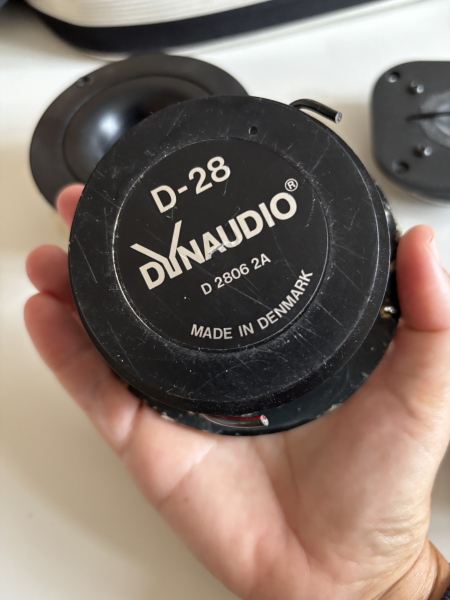 D-28
DYNAUDIO®
D 2806 2A
MADE IN DENMARK